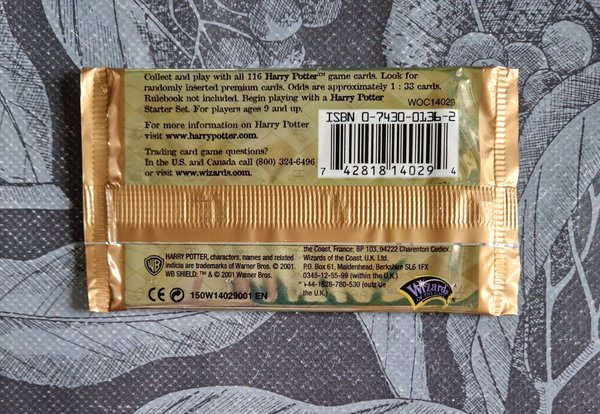 Collect and play with all 116 Harry Potter™ game cards. Look for
randomly inserted premium cards. Odds are approximately 1 : 33 cards.
Rulebook not included. Begin playing with a Harry Potter
Starter Set. For players ages 9 and up.
WOC14029
For more information on Harry Potter
visit www.harrypotter.com.
Trading card game questions?
In the U.S. and Canada call (800) 324-6496
or visit www.wizards.com.
ISBN 0-7430-0136-2
7 42818 14029 4
HARRY POTTER, characters, names and related
indicia are trademarks of Warner Bros. © 2001.
WB SHIELD: ™ & © 2001 Warner Bros.
150W14029001 EN
the Coast, France; BP 103, 94222 Charenton Cedex
Wizards of the Coast, U.K. Ltd.
P.O. Box 61, Maidenhead, Berkshire SL6 1FX
0345-12-55-99 (within the U.K.)
+44-1628-780-530 (outside
the U.K.)
WB
CE 0-3
Wizards